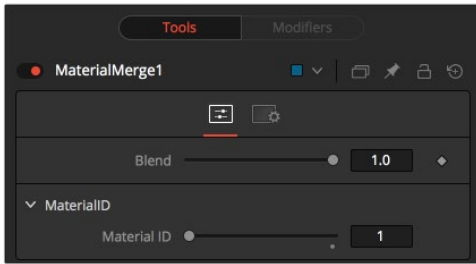 Tools Modifiers
MaterialMerge1
Blend 1.0
MaterialID
Material ID 1